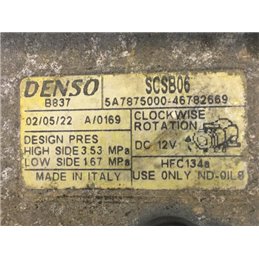 DENSO SCSB06
B837 5A7875000-46782669
02/05/22 A/0169 CLOCKWISE
ROTATION
DESIGN PRES DC 12V
HIGH SIDE 3.53 MPa
LOW SIDE 1.67 MPa HFC134a
MADE IN ITALY USE ONLY ND-OIL8